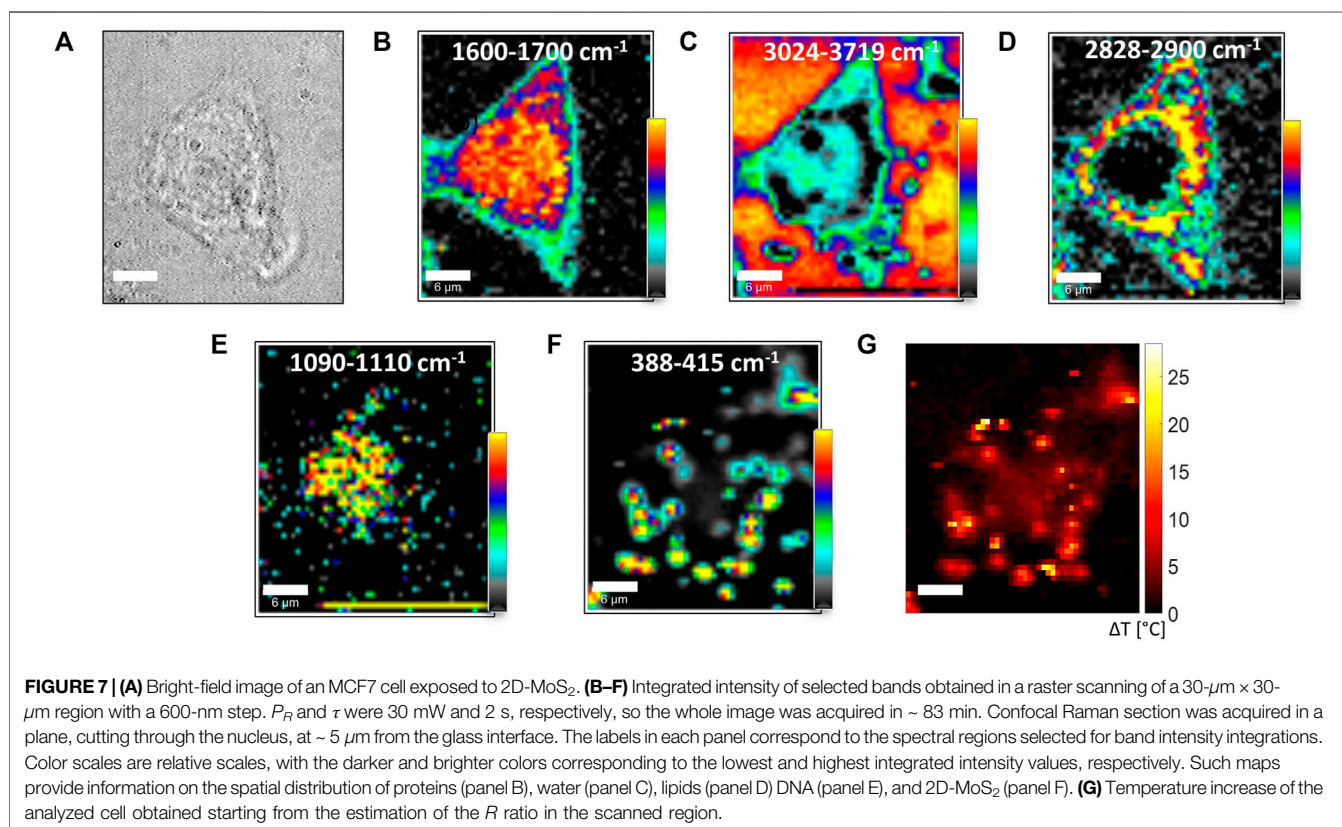 A
B
1600-1700 cm⁻¹
6 µm
C
3024-3719 cm⁻¹
6 µm
D
2828-2900 cm⁻¹
6 µm
E
1090-1110 cm⁻¹
6 µm
F
388-415 cm⁻¹
6 µm
G
25
20
15
10
5
0
ΔT [°C]
FIGURE 7 | (A) Bright-field image of an MCF7 cell exposed to 2D-MoS₂. (B–F) Integrated intensity of selected bands obtained in a raster scanning of a 30-μm × 30-
μm region with a 600-nm step. P_R and τ were 30 mW and 2 s, respectively, so the whole image was acquired in ~ 83 min. Confocal Raman section was acquired in a
plane, cutting through the nucleus, at ~ 5 μm from the glass interface. The labels in each panel correspond to the spectral regions selected for band intensity integrations.
Color scales are relative scales, with the darker and brighter colors corresponding to the lowest and highest integrated intensity values, respectively. Such maps
provide information on the spatial distribution of proteins (panel B), water (panel C), lipids (panel D) DNA (panel E), and 2D-MoS₂ (panel F). (G) Temperature increase of the
analyzed cell obtained starting from the estimation of the R ratio in the scanned region.